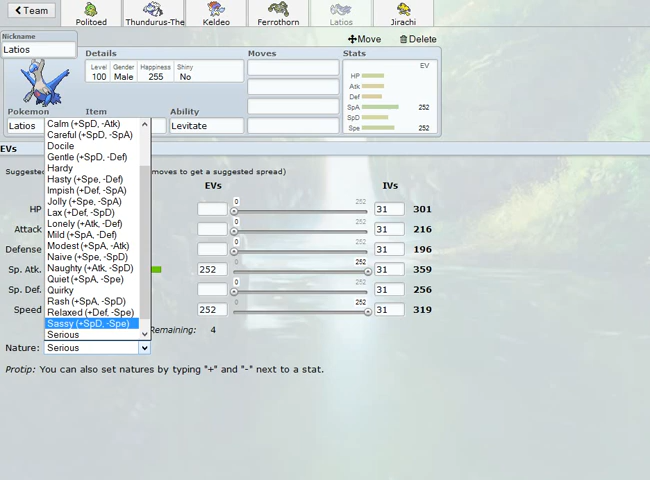 Team
Politoed
Thundurus-The
Keldeo
Ferrothorn
Latios
Jirachi
Move
Delete
Nickname
Latios
Details
Level Gender Happiness Shiny
100 Male 255 No
Moves
Stats
EV
HP
Atk
Def
SpA 252
SpD
Spe 252
Pokemon
Latios
Item
Ability
Levitate
EVs
Sugges
moves to get a suggested spread)
EVs
IVs
HP 0 252 31 301
Attack 0 252 31 216
Defense 0 252 31 196
Sp. Atk. 252 0 252 31 359
Sp. Def. 0 252 31 256
Speed 252 0 252 31 319
Remaining: 4
Calm (+SpD, -Atk)
Careful (+SpD, -SpA)
Docile
Gentle (+SpD, -Def)
Hardy
Hasty (+Spe, -Def)
Impish (+Def, -SpA)
Jolly (+Spe, -SpA)
Lax (+Def, -SpD)
Lonely (+Atk, -Def)
Mild (+SpA, -Def)
Modest (+SpA, -Atk)
Naive (+Spe, -SpD)
Naughty (+Atk, -SpD)
Quiet (+SpA, -Spe)
Quirky
Rash (+SpA, -SpD)
Relaxed (+Def, -Spe)
Sassy (+SpD, -Spe)
Serious
Nature: Serious
Protip: You can also set natures by typing "+" and "-" next to a stat.